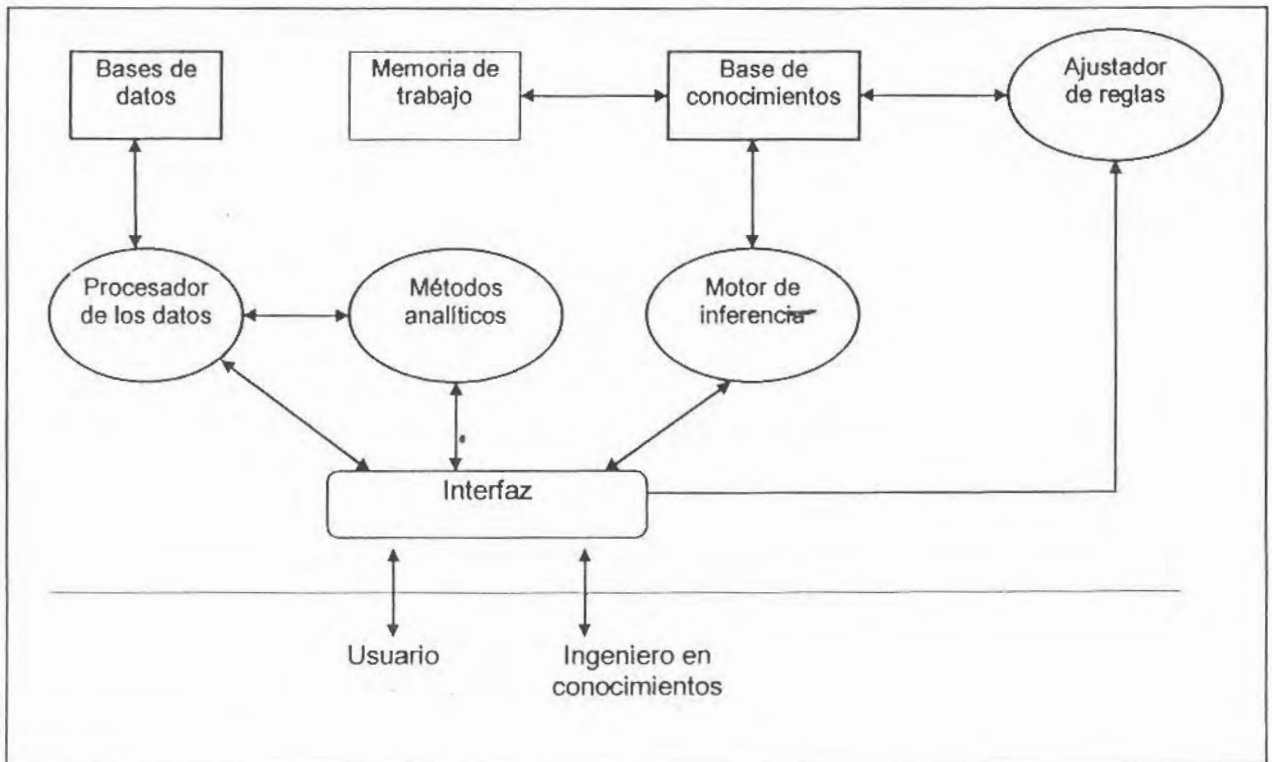 Bases de
datos
Memoria de
trabajo
Base de
conocimientos
Ajustador
de reglas
Procesador
de los datos
Métodos
analíticos
Motor de
inferencia
Interfaz
Usuario
Ingeniero en
conocimientos